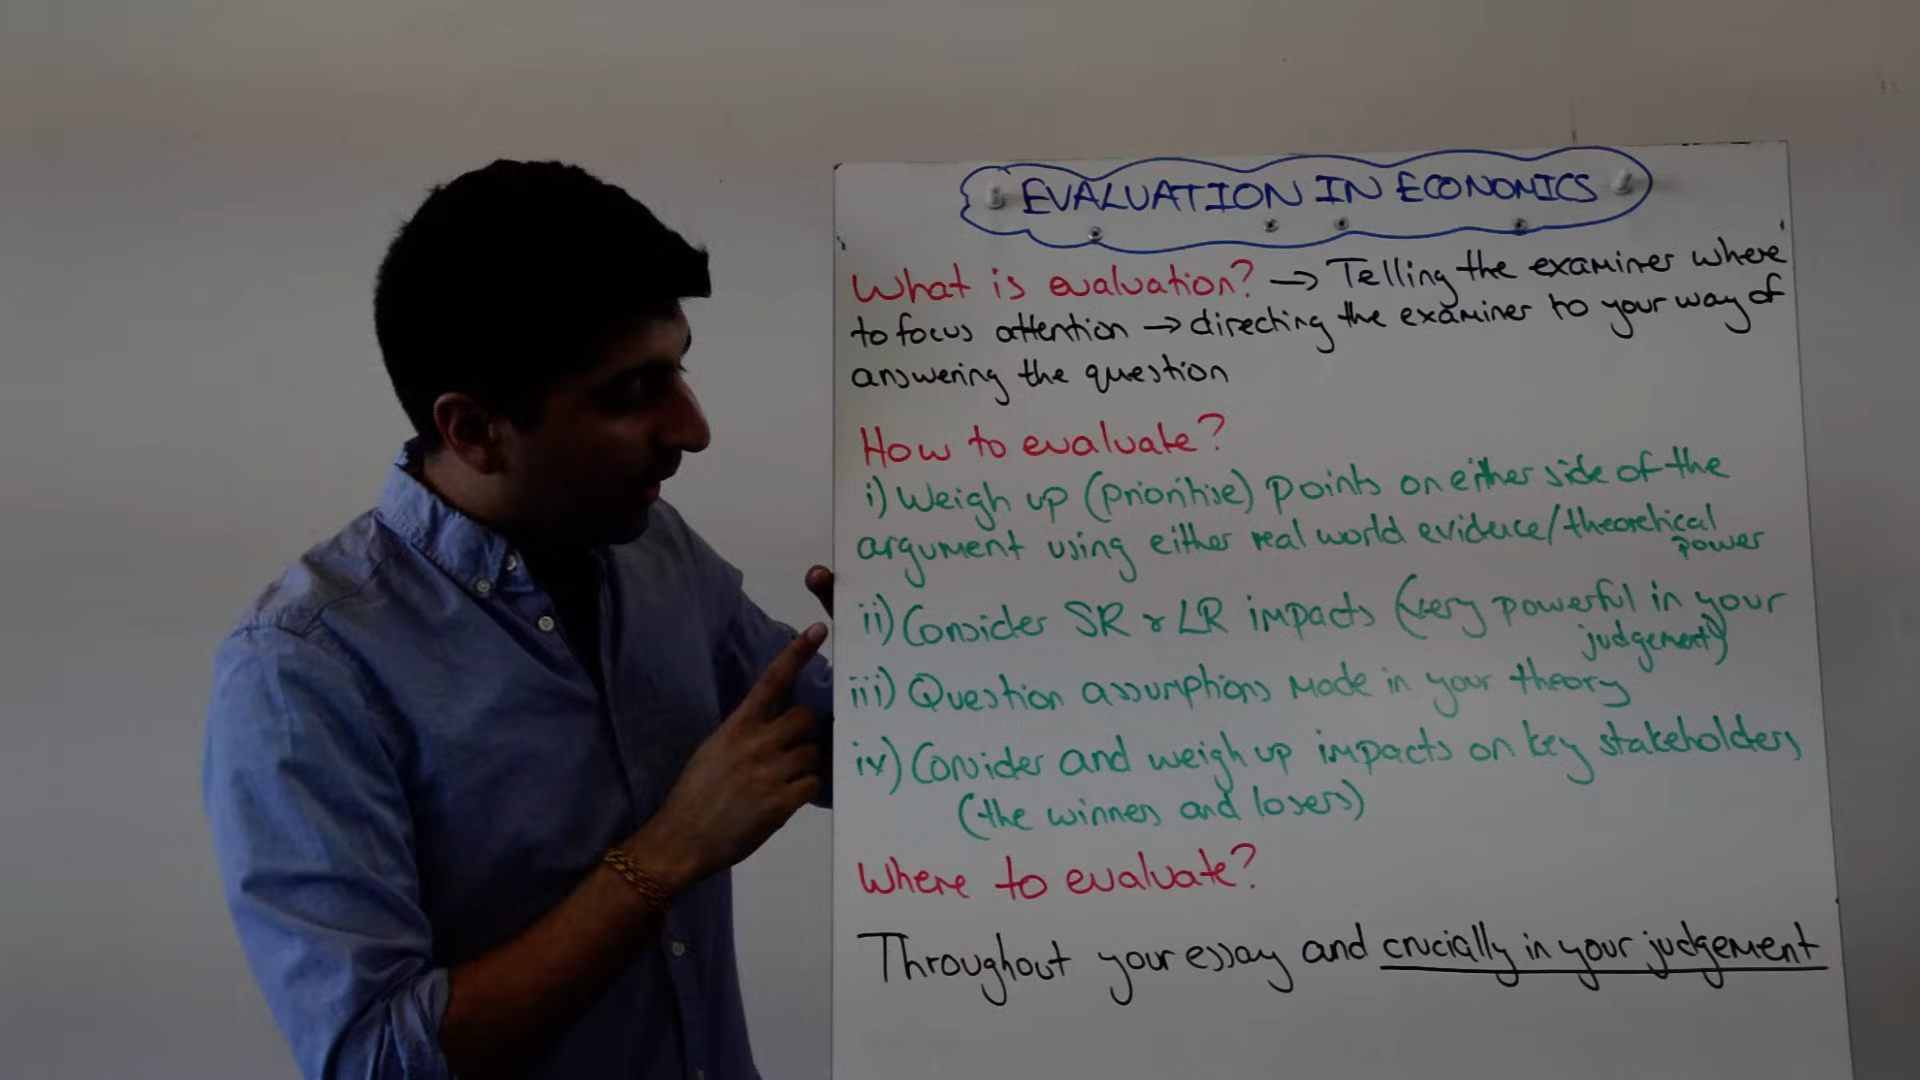 EVALUATION IN ECONOMICS
What is evaluation? → Telling the examiner where
to focus attention → directing the examiner to your way of
answering the question
How to evaluate?
i) Weigh up (prioritise) points on either side of the
argument using either real world evidence/theoretical
power
ii) Consider SR & LR impacts (very powerful in your
judgement)
iii) Question assumptions made in your theory
iv) Consider and weigh up impacts on key stakeholders
(the winners and losers)
Where to evaluate?
Throughout your essay and crucially in your judgement